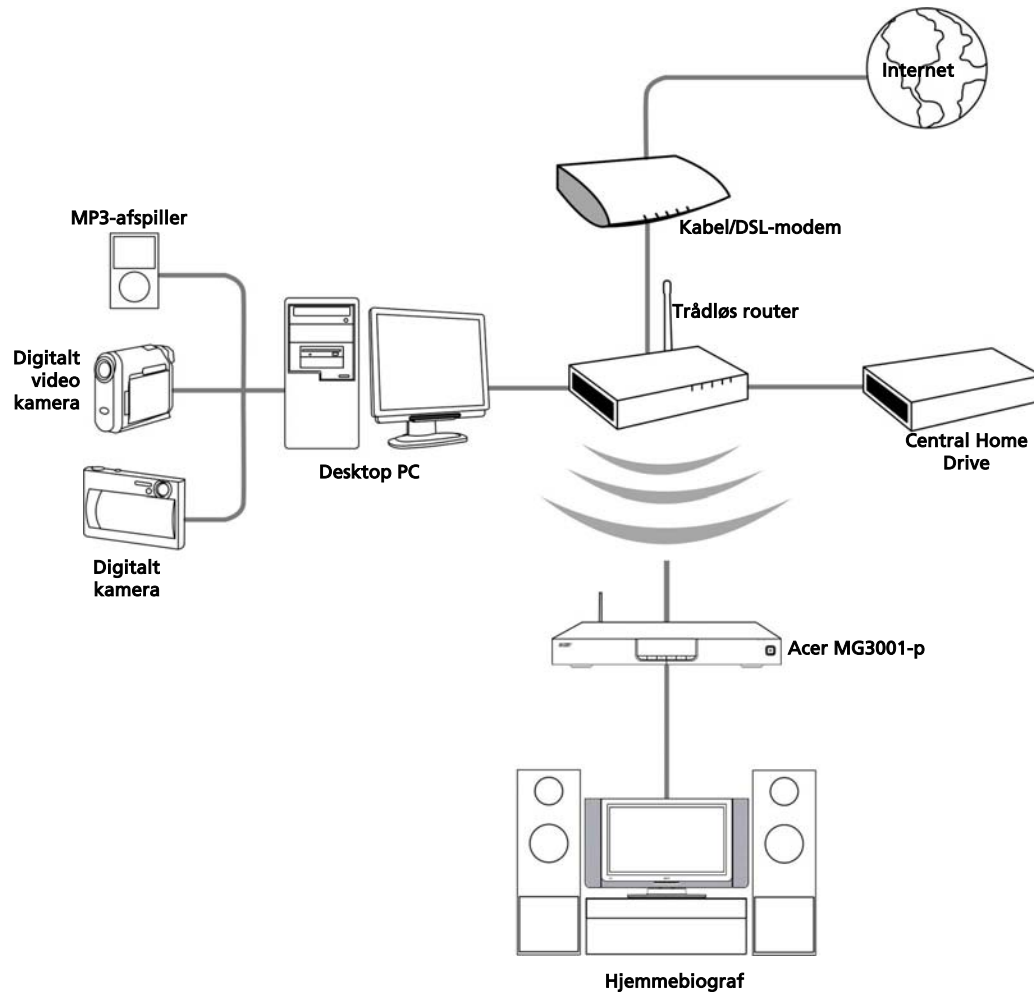 Internet
Kabel/DSL-modem
MP3-afspiller
Trådløs router
Digitalt
video
kamera
Desktop PC
Central Home
Drive
Digitalt
kamera
Acer MG3001-p
Hjemmebiograf